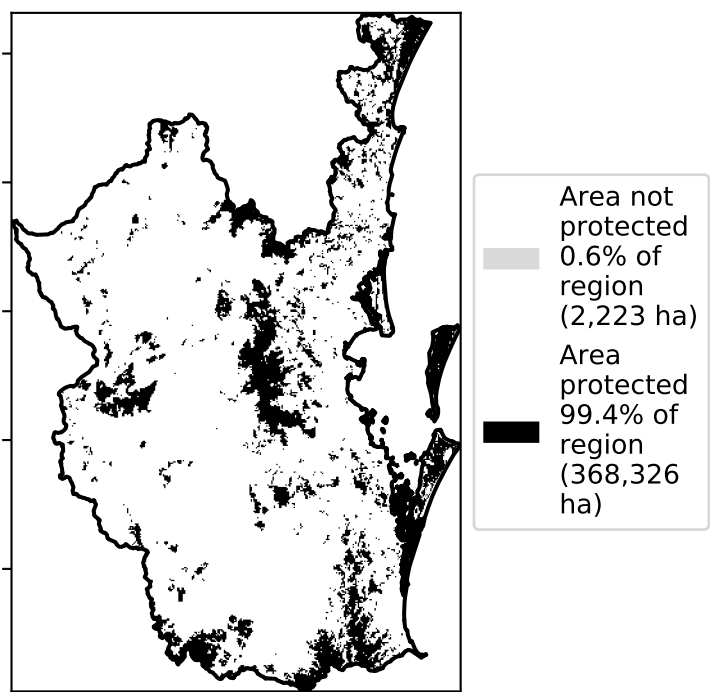 Area not
protected
0.6% of
region
(2,223 ha)
Area
protected
99.4% of
region
(368,326
ha)